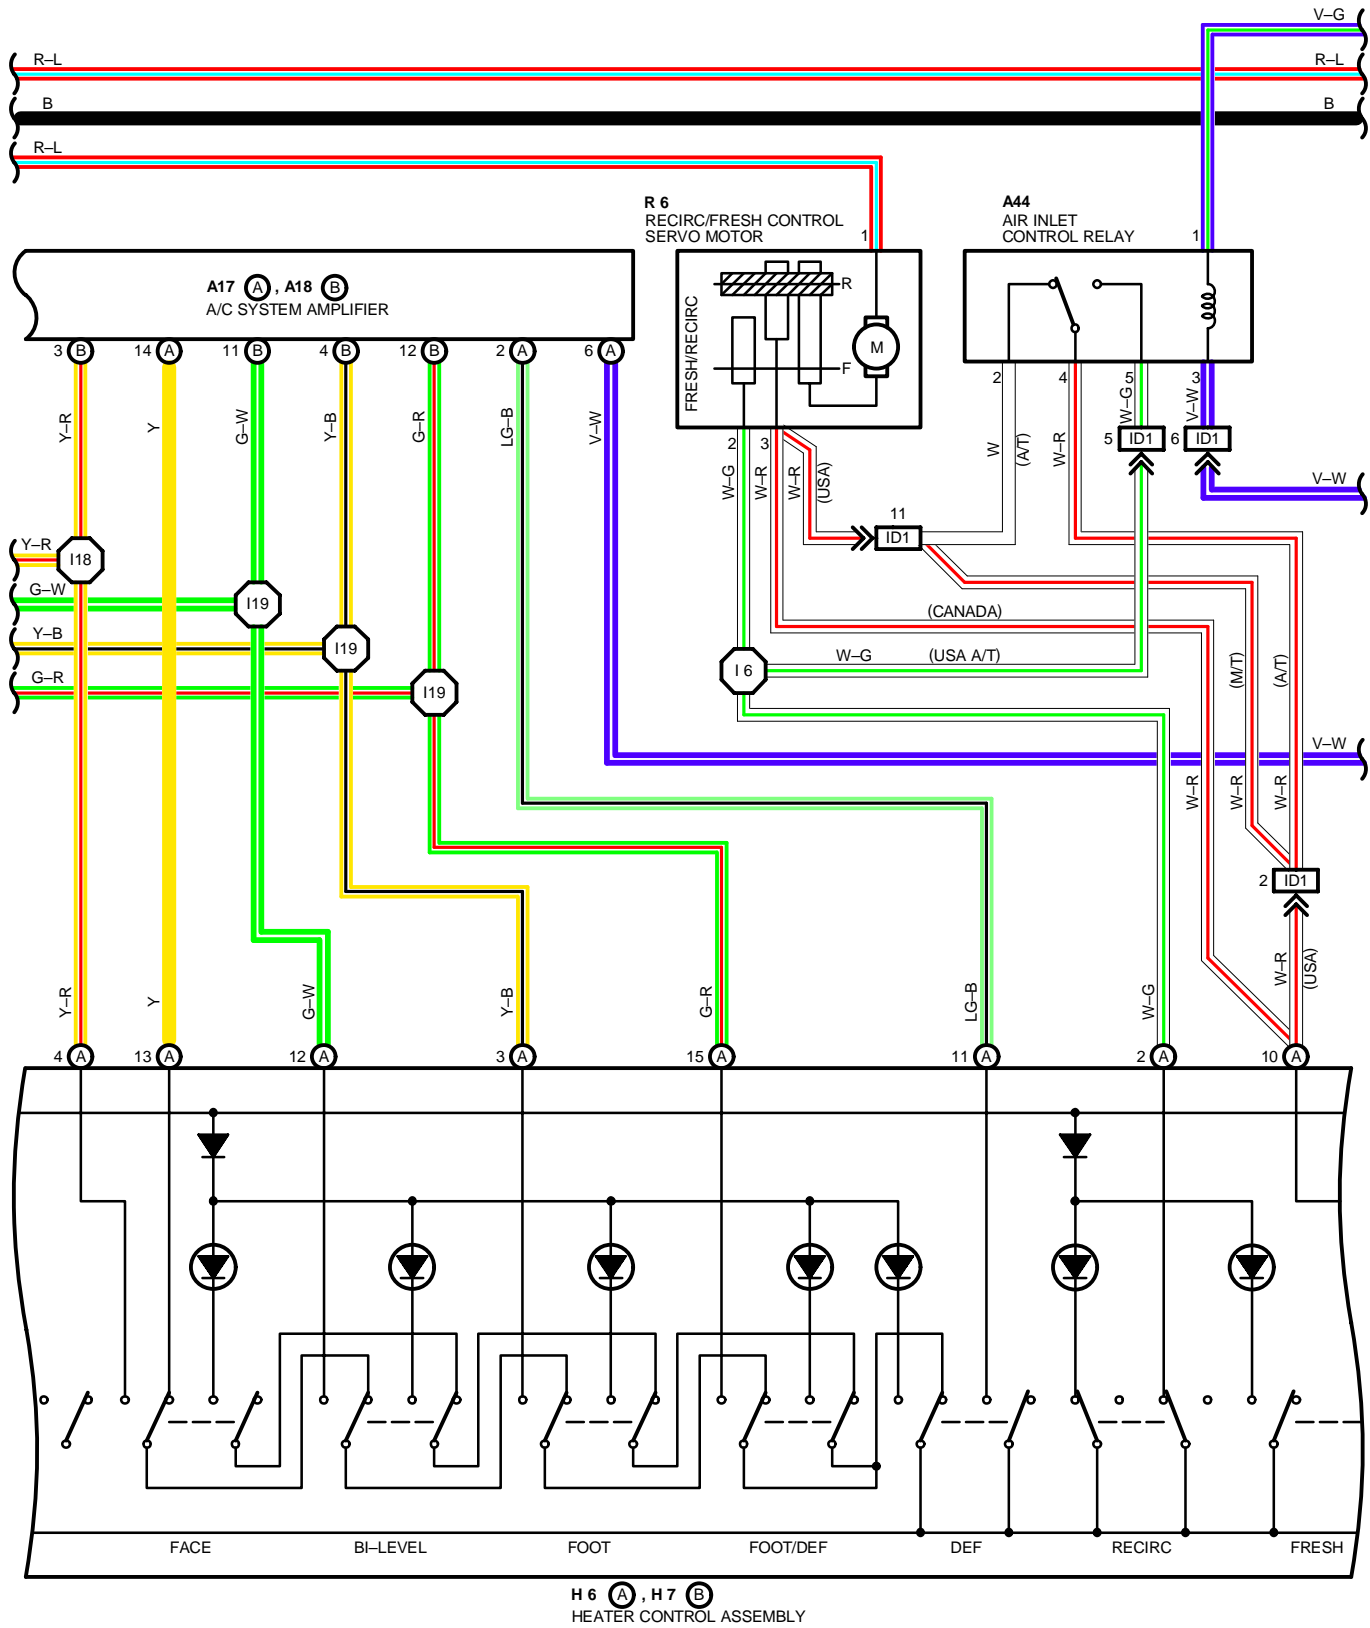 V–G
R–L
R–L
B
B
R–L
R 6
RECIRC/FRESH CONTROL
SERVO MOTOR
1
A44
AIR INLET
CONTROL RELAY
1
A17 A , A18 B
A/C SYSTEM AMPLIFIER
FRESH/RECIRC
R
M
F
3 B
14 A
11 B
4 B
12 B
2 A
6 A
2
4
5
3
Y–R
Y
G–W
Y–B
G–R
LG–B
V–W
2
3
W–G
W–R
W–R
(USA)
W
(A/T)
W–R
W–G
V–W
5 ID1
6 ID1
V–W
11
ID1
Y–R
I18
G–W
I19
Y–B
I19
G–R
I19
(CANADA)
I 6
W–G
(USA A/T)
(M/T)
(A/T)
V–W
W–R
W–R
W–R
2 ID1
Y–R
Y
G–W
Y–B
G–R
LG–B
W–G
W–R
(USA)
4 A
13 A
12 A
3 A
15 A
11 A
2 A
10 A
FACE
BI–LEVEL
FOOT
FOOT/DEF
DEF
RECIRC
FRESH
H 6 A , H 7 B
HEATER CONTROL ASSEMBLY